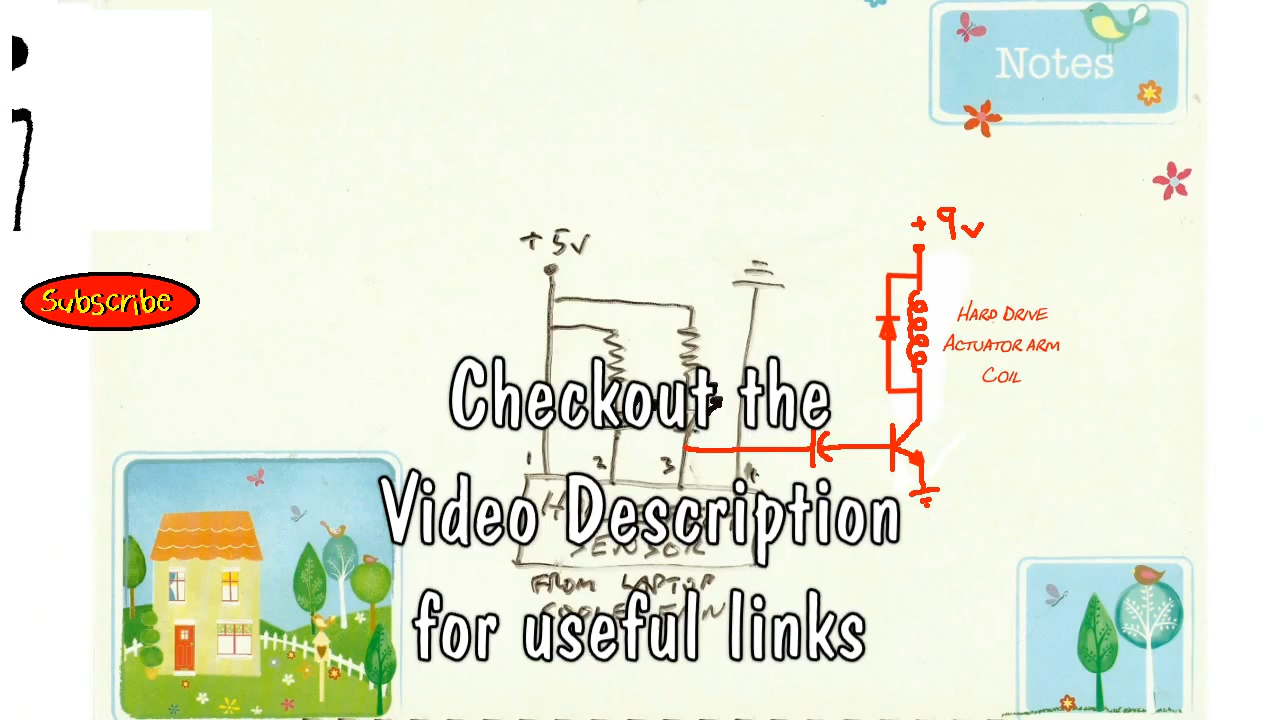 Notes
+ 9v
+5v
Subscribe
HARD DRIVE
ACTUATOR ARM
COIL
Checkout the
1 2 3
Video Description
SENSOR
FROM LAPTOP
for useful links